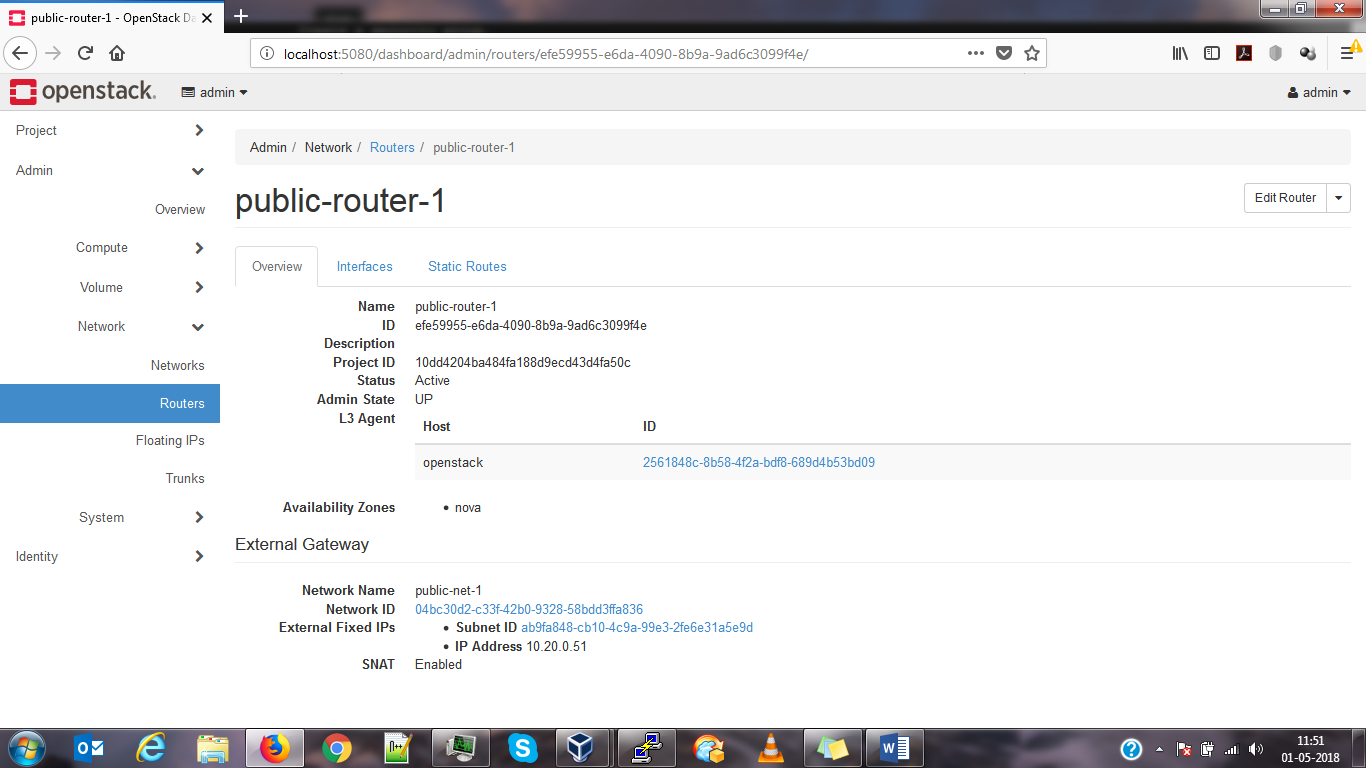 public-router-1 - OpenStack Da
localhost:5080/dashboard/admin/routers/efe59955-e6da-4090-8b9a-9ad6c3099f4e/
openstack. admin admin
Project
Admin
Overview
Compute
Volume
Network
Networks
Routers
Floating IPs
Trunks
System
Identity
Admin / Network / Routers / public-router-1
public-router-1
Edit Router
Overview Interfaces Static Routes
Name public-router-1
ID efe59955-e6da-4090-8b9a-9ad6c3099f4e
Description
Project ID 10dd4204ba484fa188d9ecd43d4fa50c
Status Active
Admin State UP
L3 Agent
Host ID
openstack 2561848c-8b58-4f2a-bdf8-689d4b53bd09
Availability Zones • nova
External Gateway
Network Name public-net-1
Network ID 04bc30d2-c33f-42b0-9328-58bdd3ffa836
External Fixed IPs • Subnet ID ab9fa848-cb10-4c9a-99e3-2fe6e31a5e9d
• IP Address 10.20.0.51
SNAT Enabled
11:51
01-05-2018